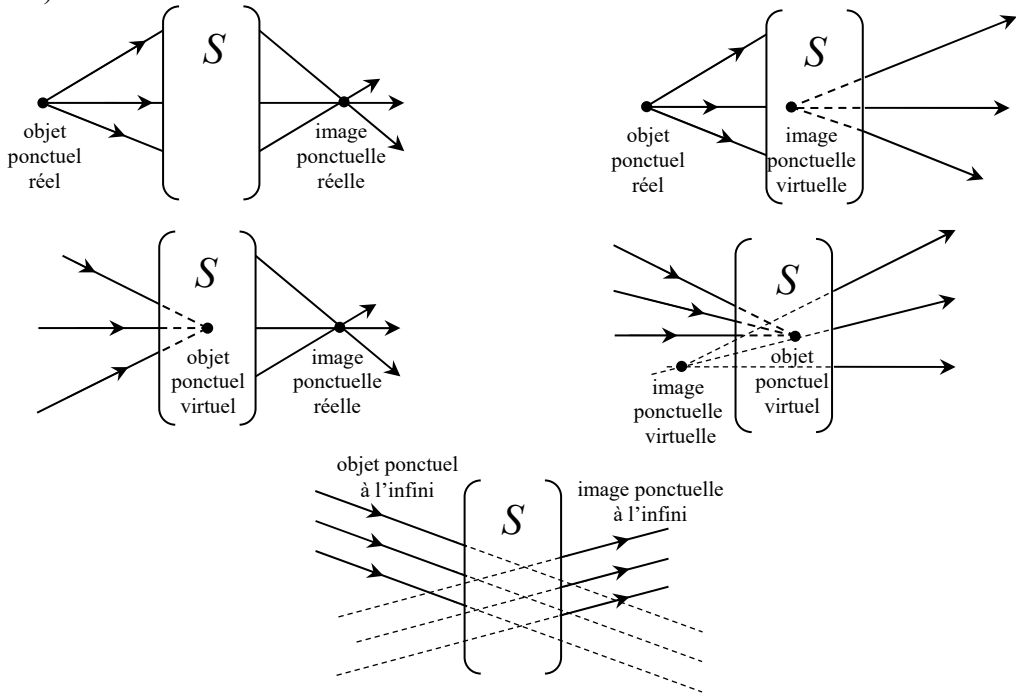 )
S
objet
ponctuel
réel
image
ponctuelle
réelle
S
objet
ponctuel
réel
image
ponctuelle
virtuelle
S
objet
ponctuel
virtuel
image
ponctuelle
réelle
S
image
ponctuelle
virtuelle
objet
ponctuel
virtuel
objet ponctuel
à l’infini
S
image ponctuelle
à l’infini